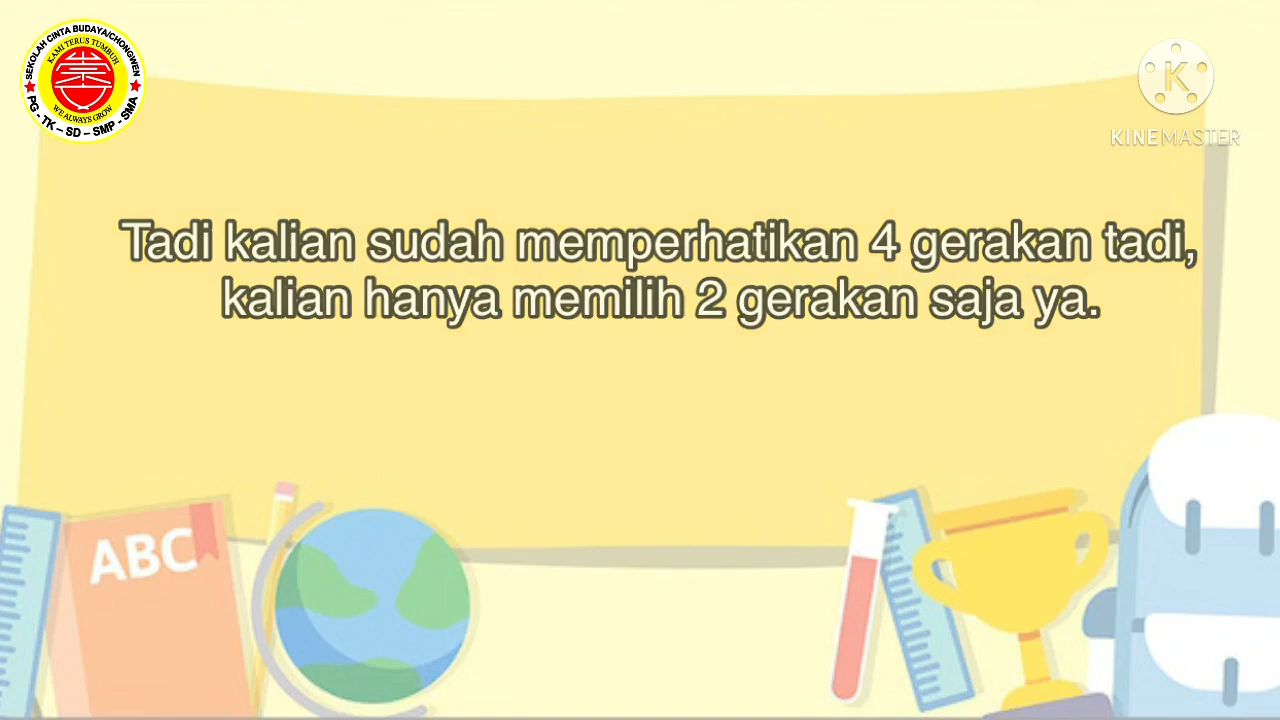 SEKOLAH CINTA BUDAYA/CHONGWEN
KAMI TERUS TUMBUH
WE ALWAYS GROW
PG - TK - SD - SMP - SMA
K
KINEMASTER
Tadi kalian sudah memperhatikan 4 gerakan tadi,
kalian hanya memilih 2 gerakan saja ya.
ABC